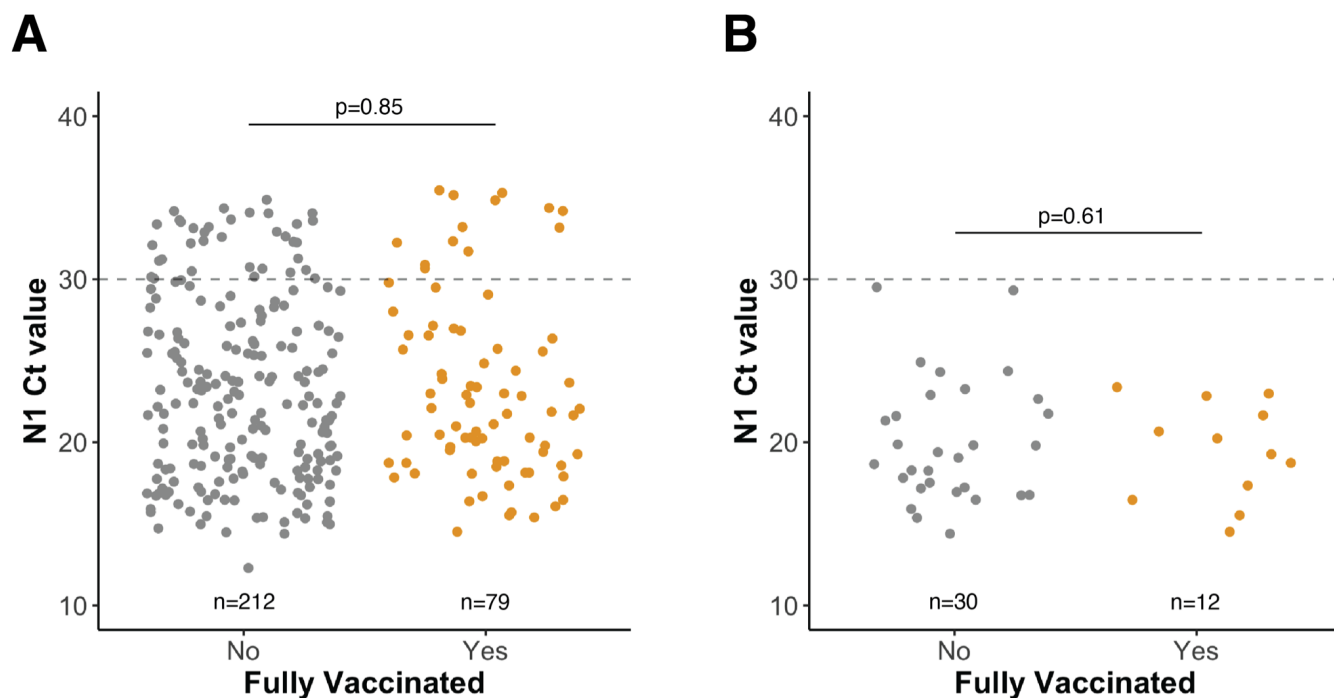 A
N1 Ct value
40
30
20
10
p=0.85
n=212
n=79
No
Yes
Fully Vaccinated
B
N1 Ct value
40
30
20
10
p=0.61
n=30
n=12
No
Yes
Fully Vaccinated